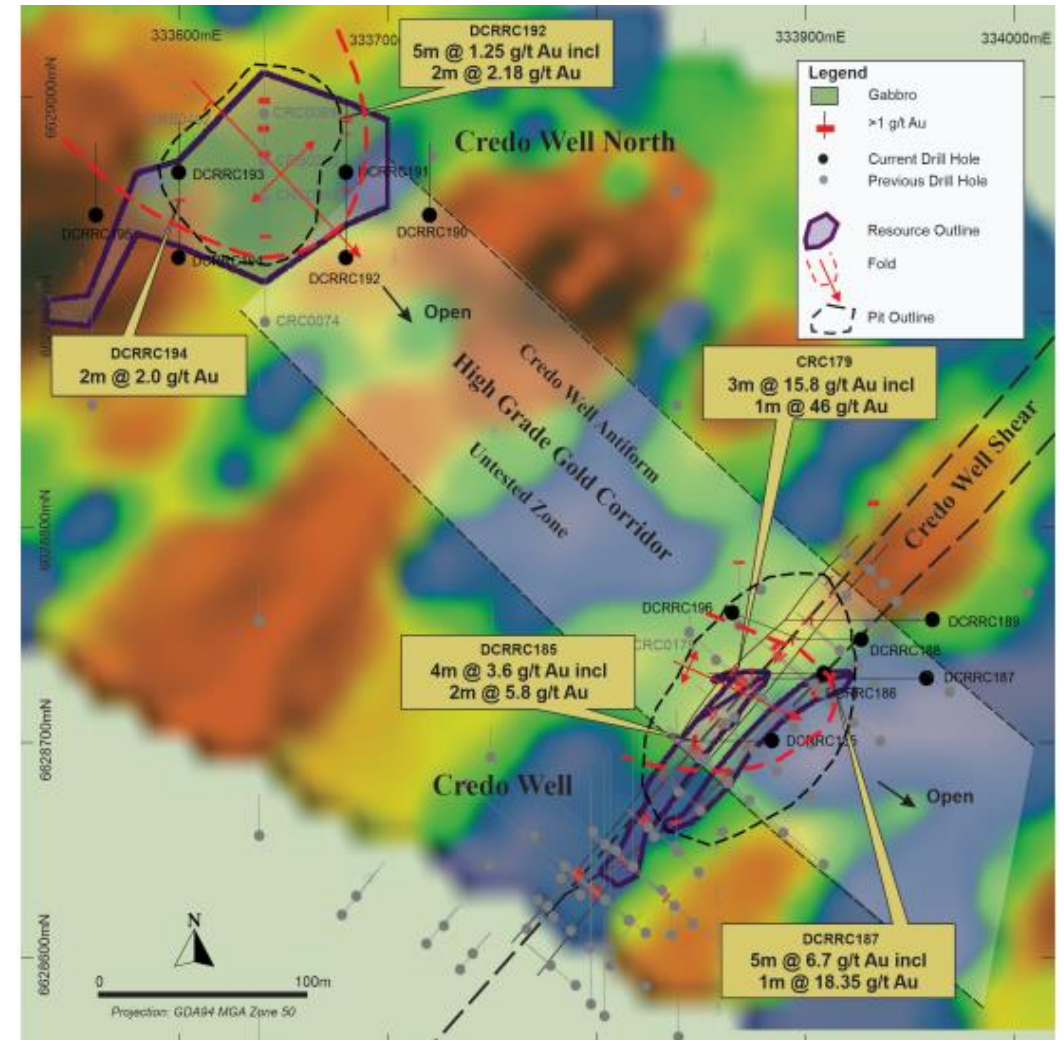 333600mE
333700
333900mE
334000mE
6629000mN
6628800mN
6628700mN
6628600mN
DCRRC192
5m @ 1.25 g/t Au incl
2m @ 2.18 g/t Au
Legend
Gabbro
>1 g/t Au
Current Drill Hole
Previous Drill Hole
Resource Outline
Fold
Pit Outline
Credo Well North
DCRRC193
DCRRC191
DCRRC195
DCRRC190
DCRRC194
DCRRC192
CRC0074
Open
DCRRC194
2m @ 2.0 g/t Au
CRC179
3m @ 15.8 g/t Au incl
1m @ 46 g/t Au
Credo Well Antiform
High Grade Gold Corridor
Untested Zone
Credo Well Shear
DCRRC196
DCRRC189
DCRRC188
DCRRC187
DCRRC186
DCRRC185
4m @ 3.6 g/t Au incl
2m @ 5.8 g/t Au
Credo Well
Open
DCRRC187
5m @ 6.7 g/t Au incl
1m @ 18.35 g/t Au
N
0
100m
Projection: GDA94 MGA Zone 50